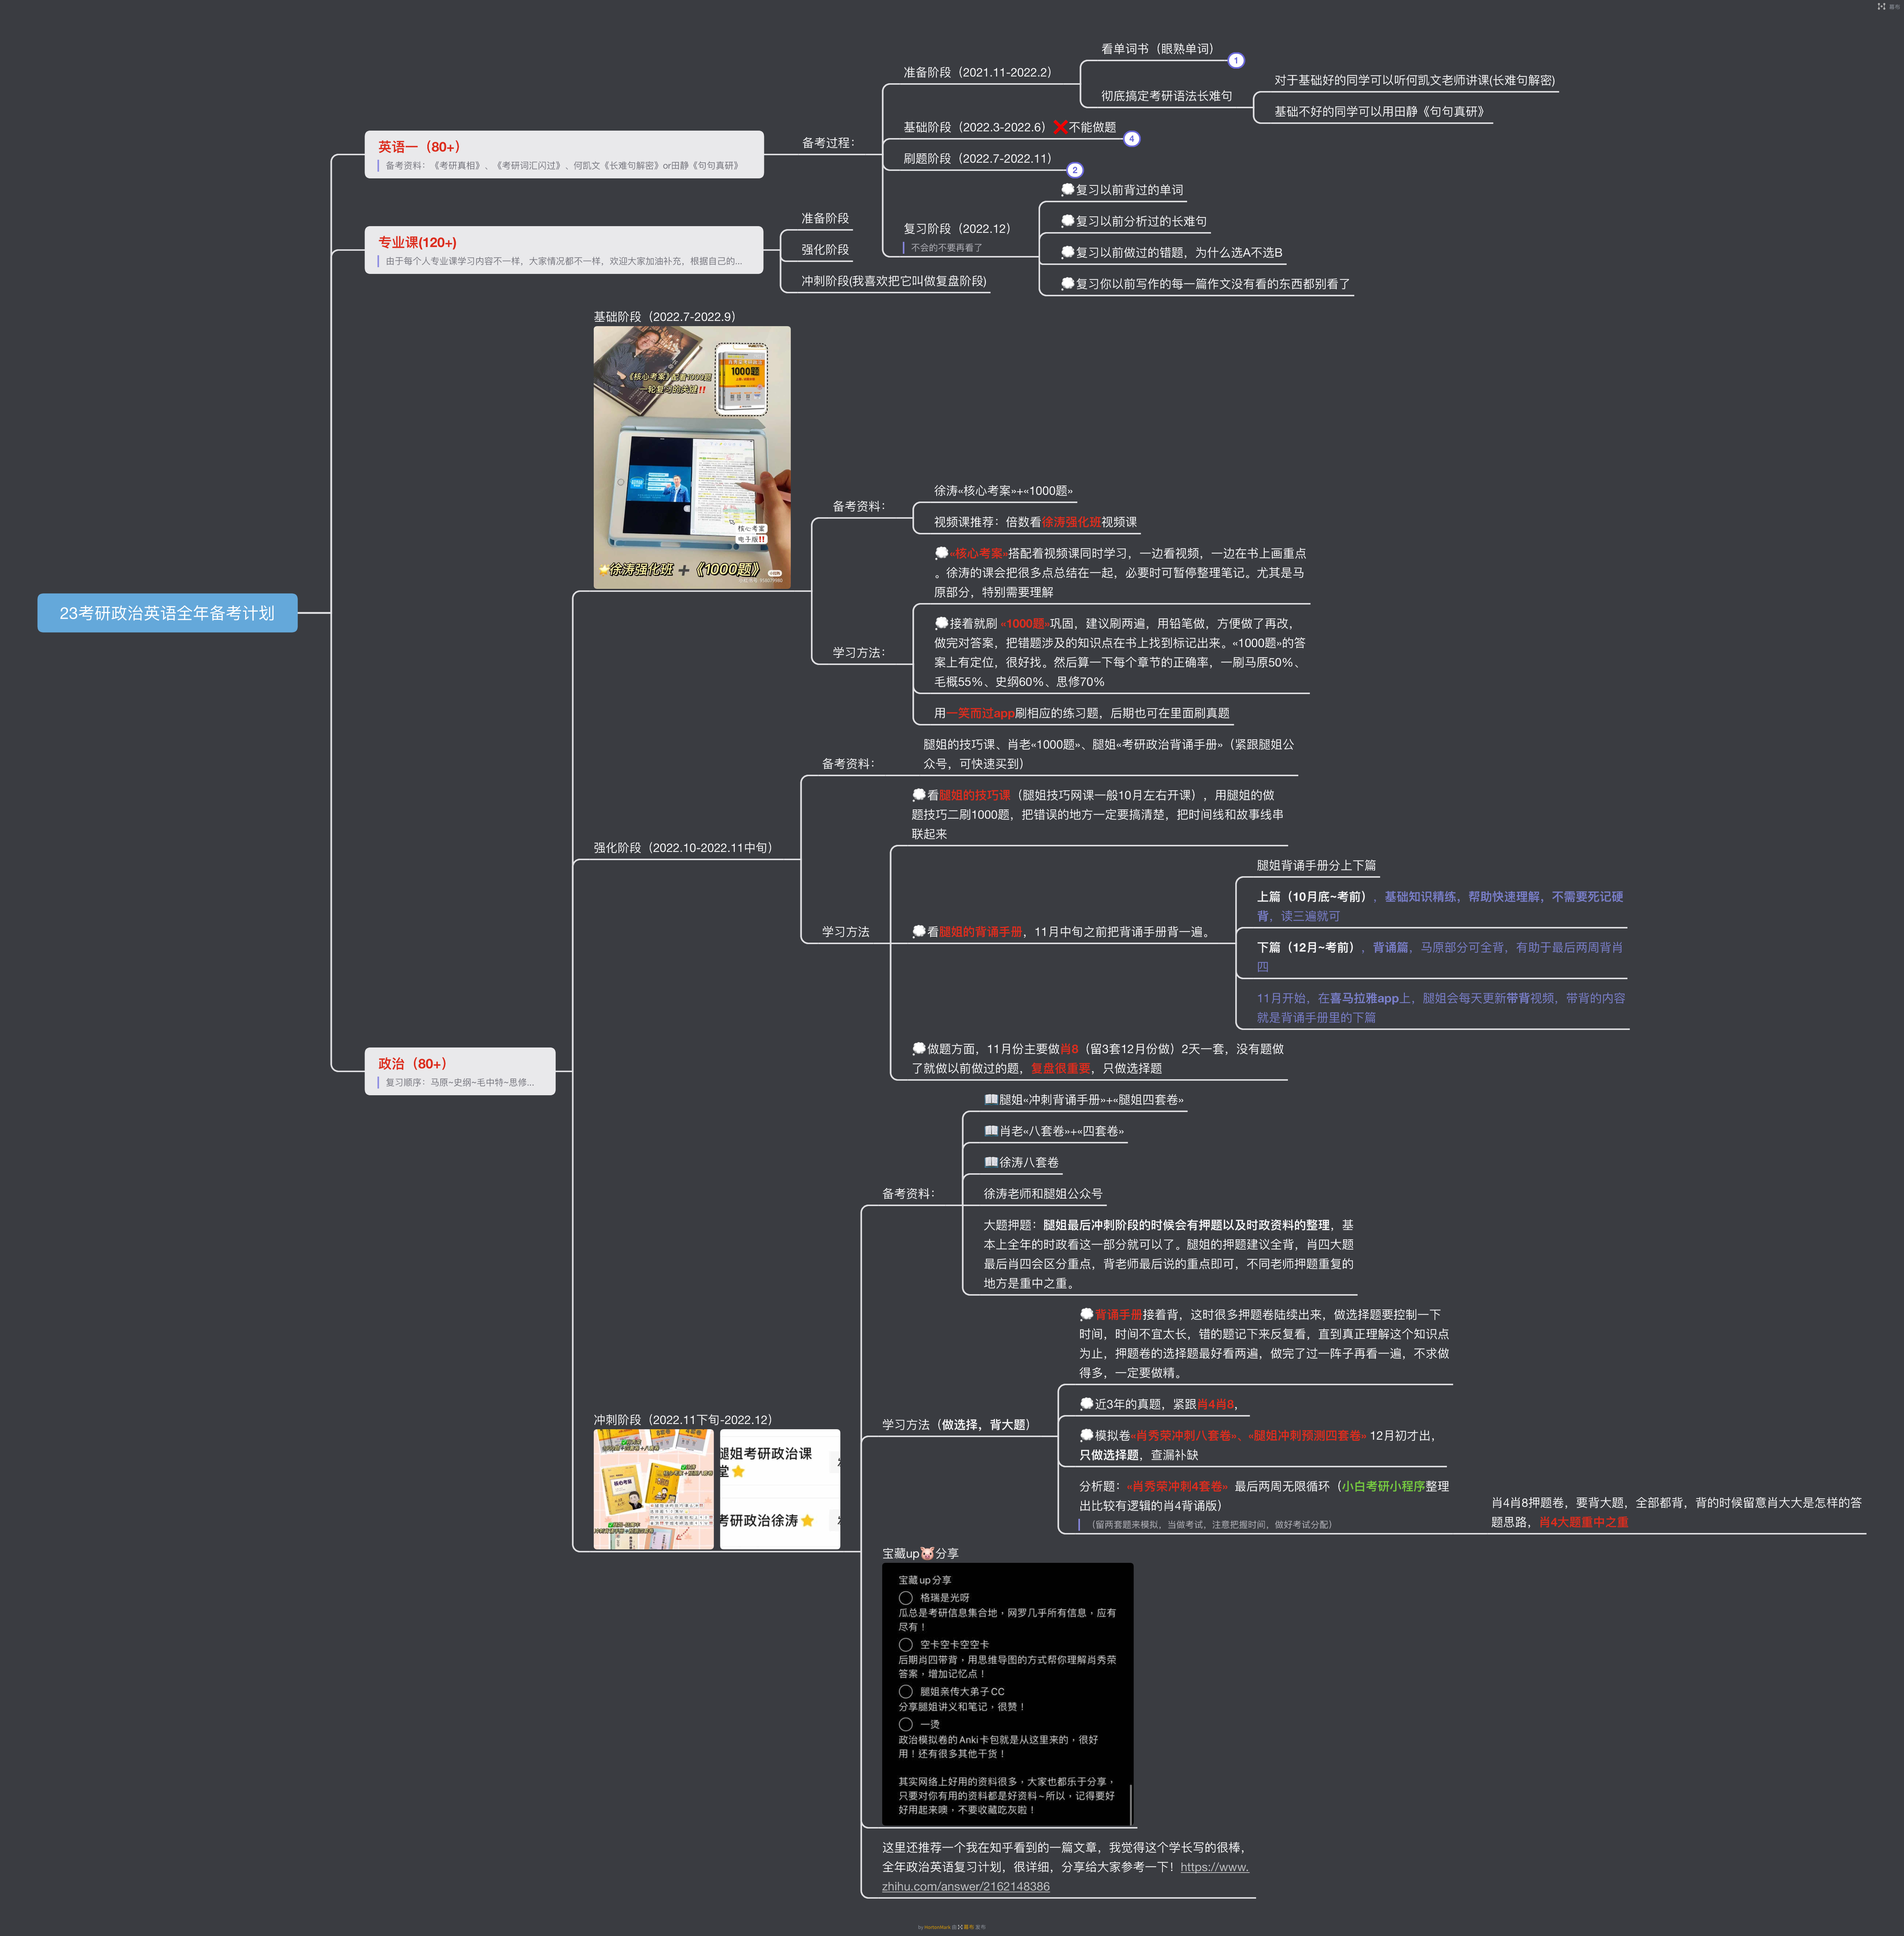 幕布
23考研政治英语全年备考计划
英语一（80+）
备考资料：《考研真相》、《考研词汇闪过》、何凯文《长难句解密》or田静《句句真研》
备考过程：
准备阶段（2021.11-2022.2）
看单词书（眼熟单词）
1
彻底搞定考研语法长难句
对于基础好的同学可以听何凯文老师讲课(长难句解密)
基础不好的同学可以用田静《句句真研》
基础阶段（2022.3-2022.6）❌不能做题
4
刷题阶段（2022.7-2022.11）
2
复习阶段（2022.12）
不会的不要再看了
💭复习以前背过的单词
💭复习以前分析过的长难句
💭复习以前做过的错题，为什么选A不选B
💭复习你以前写作的每一篇作文没有看的东西都别看了
专业课(120+)
由于每个人专业课学习内容不一样，大家情况都不一样，欢迎大家加油补充，根据自己的...
准备阶段
强化阶段
冲刺阶段(我喜欢把它叫做复盘阶段)
政治（80+）
复习顺序：马原~史纲~毛中特~思修...
基础阶段（2022.7-2022.9）
《核心考案》配着1000题
一轮复习的关键‼️
1000题
核心考案
电子版‼️
徐涛强化班 ➕《1000题》
备考资料：
徐涛«核心考案»+«1000题»
视频课推荐：倍数看徐涛强化班视频课
学习方法：
💭«核心考案»搭配着视频课同时学习，一边看视频，一边在书上画重点
。徐涛的课会把很多点总结在一起，必要时可暂停整理笔记。尤其是马
原部分，特别需要理解
💭接着就刷 «1000题»巩固，建议刷两遍，用铅笔做，方便做了再改，
做完对答案，把错题涉及的知识点在书上找到标记出来。«1000题»的答
案上有定位，很好找。然后算一下每个章节的正确率，一刷马原50%、
毛概55%、史纲60%、思修70%
用一笑而过app刷相应的练习题，后期也可在里面刷真题
强化阶段（2022.10-2022.11中旬）
备考资料：
腿姐的技巧课、肖老«1000题»、腿姐«考研政治背诵手册»（紧跟腿姐公
众号，可快速买到）
学习方法
💭看腿姐的技巧课（腿姐技巧网课一般10月左右开课），用腿姐的做
题技巧二刷1000题，把错误的地方一定要搞清楚，把时间线和故事线串
联起来
💭看腿姐的背诵手册，11月中旬之前把背诵手册背一遍。
腿姐背诵手册分上下篇
上篇（10月底~考前），基础知识精练，帮助快速理解，不需要死记硬
背，读三遍就可
下篇（12月~考前），背诵篇，马原部分可全背，有助于最后两周背肖
四
11月开始，在喜马拉雅app上，腿姐会每天更新带背视频，带背的内容
就是背诵手册里的下篇
💭做题方面，11月份主要做肖8（留3套12月份做）2天一套，没有题做
了就做以前做过的题，复盘很重要，只做选择题
冲刺阶段（2022.11下旬-2022.12）
腿姐考研政治课
堂⭐
考研政治徐涛⭐
备考资料：
📖腿姐«冲刺背诵手册»+«腿姐四套卷»
📖肖老«八套卷»+«四套卷»
📖徐涛八套卷
徐涛老师和腿姐公众号
大题押题：腿姐最后冲刺阶段的时候会有押题以及时政资料的整理，基
本上全年的时政看这一部分就可以了。腿姐的押题建议全背，肖四大题
最后肖四会区分重点，背老师最后说的重点即可，不同老师押题重复的
地方是重中之重。
学习方法（做选择，背大题）
💭背诵手册接着背，这时很多押题卷陆续出来，做选择题要控制一下
时间，时间不宜太长，错的题记下来反复看，直到真正理解这个知识点
为止，押题卷的选择题最好看两遍，做完了过一阵子再看一遍，不求做
得多，一定要做精。
💭近3年的真题，紧跟肖4肖8，
💭模拟卷«肖秀荣冲刺八套卷»、«腿姐冲刺预测四套卷» 12月初才出，
只做选择题，查漏补缺
分析题：«肖秀荣冲刺4套卷» 最后两周无限循环（小白考研小程序整理
出比较有逻辑的肖4背诵版）
（留两套题来模拟，当做考试，注意把握时间，做好考试分配）
肖4肖8押题卷，要背大题，全部都背，背的时候留意肖大大是怎样的答
题思路，肖4大题重中之重
宝藏up🐷分享
宝藏up分享
格瑞是光呀
瓜总是考研信息集合地，网罗几乎所有信息，应有
尽有！
空卡空卡空空卡
后期肖四带背，用思维导图的方式帮你理解肖秀荣
答案，增加记忆点！
腿姐亲传大弟子CC
分享腿姐讲义和笔记，很赞！
一烫
政治模拟卷的Anki卡包就是从这里来的，很好
用！还有很多其他干货！
其实网络上好用的资料很多，大家也都乐于分享，
只要对你有用的资料都是好资料~所以，记得要好
好用起来噢，不要收藏吃灰啦！
这里还推荐一个我在知乎看到的一篇文章，我觉得这个学长写的很棒，
全年政治英语复习计划，很详细，分享给大家参考一下！https://www.
zhihu.com/answer/2162148386
by HontonMark 由 幕布 发布